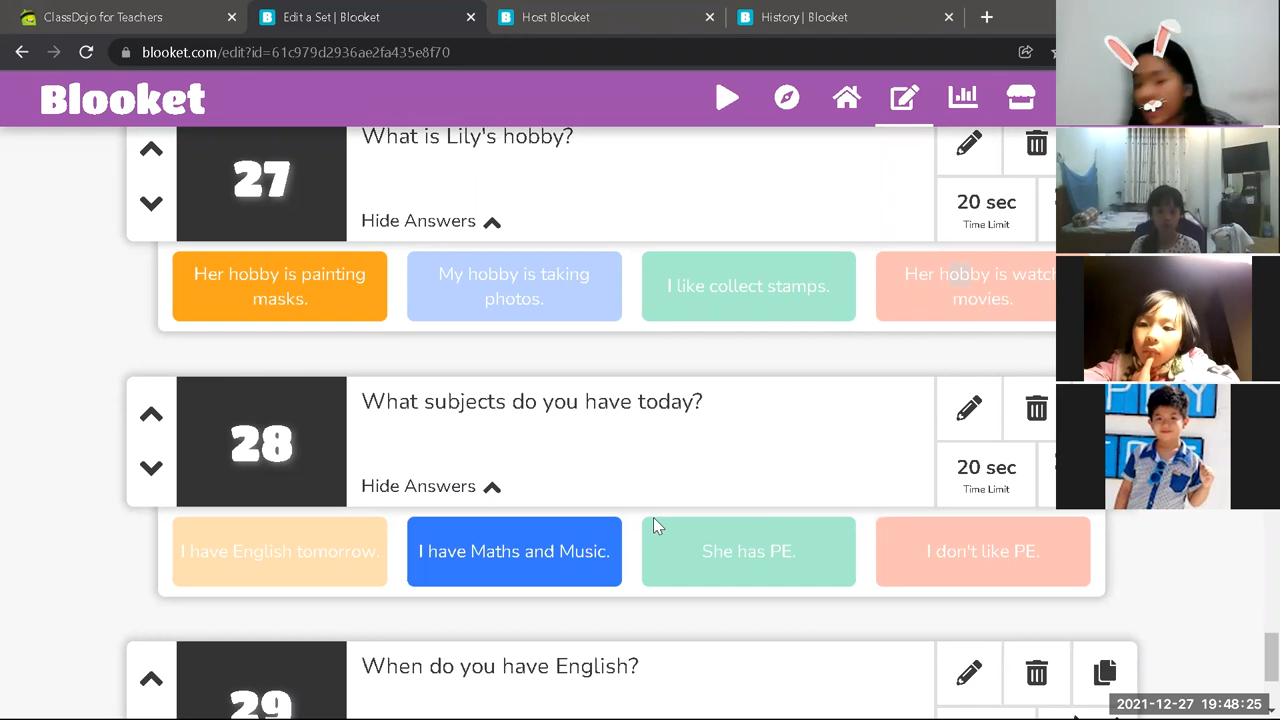 ClassDojo for Teachers
Edit a Set | Blooket
Host Blooket
History | Blooket
blooket.com/edit?id=61c979d2936ae2fa433e8f70
Blooket
27
What is Lily's hobby?
Hide Answers
20 sec
Time Limit
Her hobby is painting
masks.
My hobby is taking
photos.
I like collect stamps.
Her hobby is watch
movies.
28
What subjects do you have today?
Hide Answers
20 sec
Time Limit
I have English tomorrow.
I have Maths and Music.
She has PE.
I don't like PE.
29
When do you have English?
2021-12-27 19:48:25